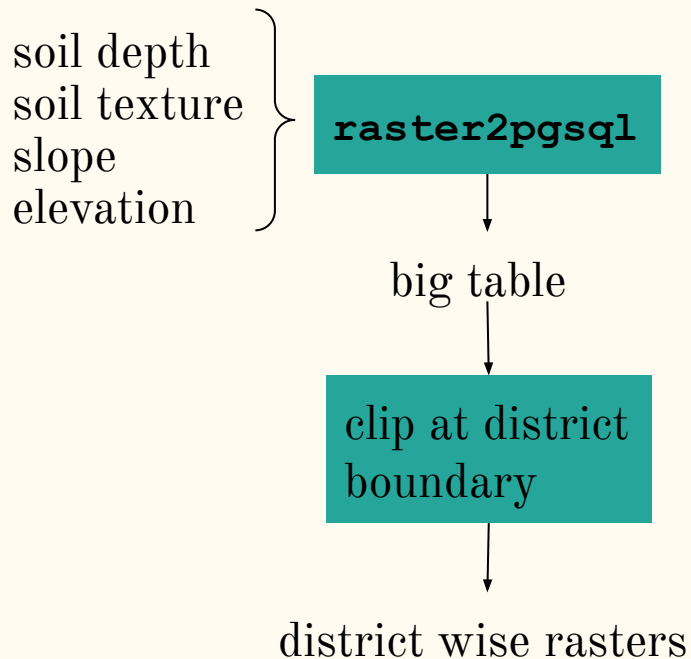 soil depth
soil texture
slope
elevation
raster2pgsql
big table
clip at district
boundary
district wise rasters